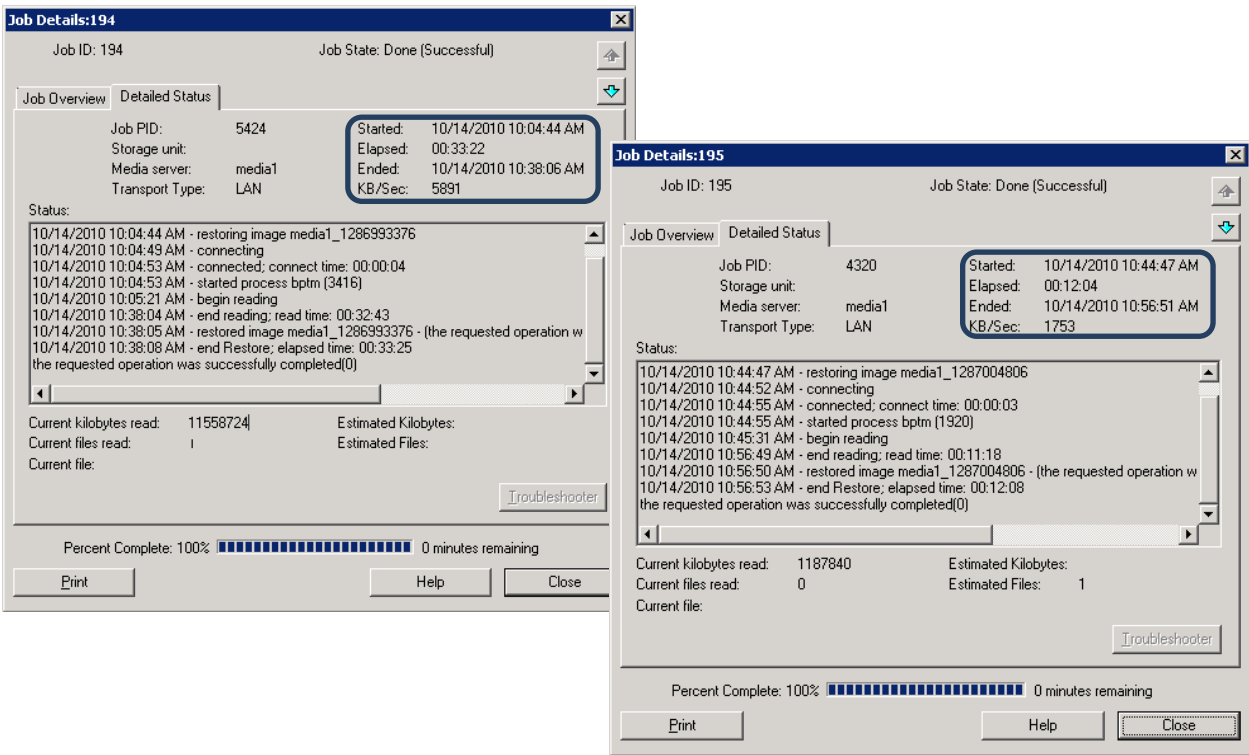 Job Details:194
Job ID: 194 Job State: Done (Successful)
Job Overview Detailed Status
Job PID: 5424 Started: 10/14/2010 10:04:44 AM
Storage unit: Elapsed: 00:33:22
Media server: media1 Ended: 10/14/2010 10:38:06 AM
Transport Type: LAN KB/Sec: 5891
Status:
10/14/2010 10:04:44 AM - restoring image media1_1286993376
10/14/2010 10:04:49 AM - connecting
10/14/2010 10:04:53 AM - connected; connect time: 00:00:04
10/14/2010 10:04:53 AM - started process bptm (3416)
10/14/2010 10:05:21 AM - begin reading
10/14/2010 10:38:04 AM - end reading; read time: 00:32:43
10/14/2010 10:38:05 AM - restored image media1_1286993376 - (the requested operation w
10/14/2010 10:38:08 AM - end Restore; elapsed time: 00:33:25
the requested operation was successfully completed(0)
Current kilobytes read: 11558724 Estimated Kilobytes:
Current files read: Estimated Files:
Current file:
Troubleshooter
Percent Complete: 100% 0 minutes remaining
Print Help Close
Job Details:195
Job ID: 195 Job State: Done (Successful)
Job Overview Detailed Status
Job PID: 4320 Started: 10/14/2010 10:44:47 AM
Storage unit: Elapsed: 00:12:04
Media server: media1 Ended: 10/14/2010 10:56:51 AM
Transport Type: LAN KB/Sec: 1753
Status:
10/14/2010 10:44:47 AM - restoring image media1_1287004806
10/14/2010 10:44:52 AM - connecting
10/14/2010 10:44:55 AM - connected; connect time: 00:00:03
10/14/2010 10:44:55 AM - started process bptm (1920)
10/14/2010 10:45:31 AM - begin reading
10/14/2010 10:56:49 AM - end reading; read time: 00:11:18
10/14/2010 10:56:50 AM - restored image media1_1287004806 - (the requested operation w
10/14/2010 10:56:53 AM - end Restore; elapsed time: 00:12:08
the requested operation was successfully completed(0)
Current kilobytes read: 1187840 Estimated Kilobytes:
Current files read: 0 Estimated Files: 1
Current file:
Troubleshooter
Percent Complete: 100% 0 minutes remaining
Print Help Close